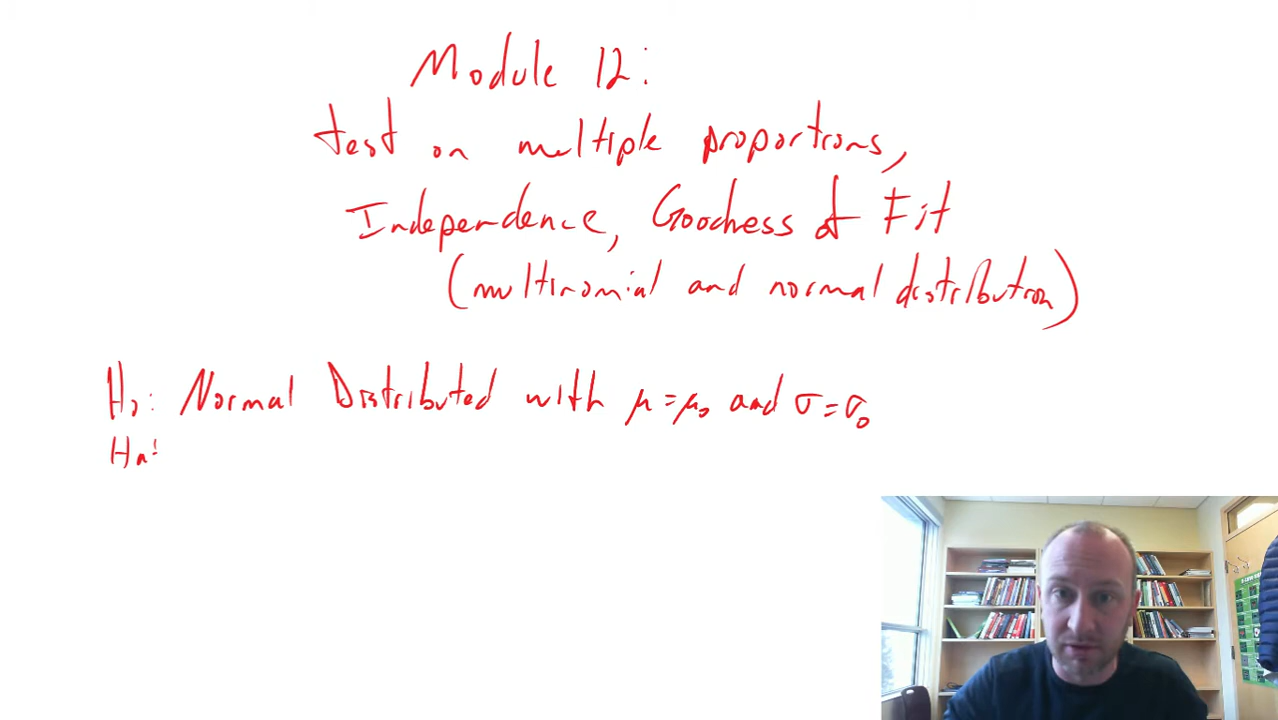 Module 12:
test on multiple proportions,
Independence, Goodness of Fit
(multinomial and normal distribution)
H₀: Normal Distributed with μ = μ₀ and σ = σ₀
Ha: